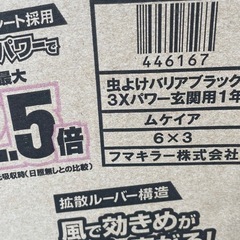 ート採用
パワーで
最大
.5倍
光吸収時(日照無しとの比較)
446167
虫よけバリアブラック
3Xパワー玄関用1年
ムケイア
6×3
フマキラー株式会社
拡散ルーバー構造
風で効きめが